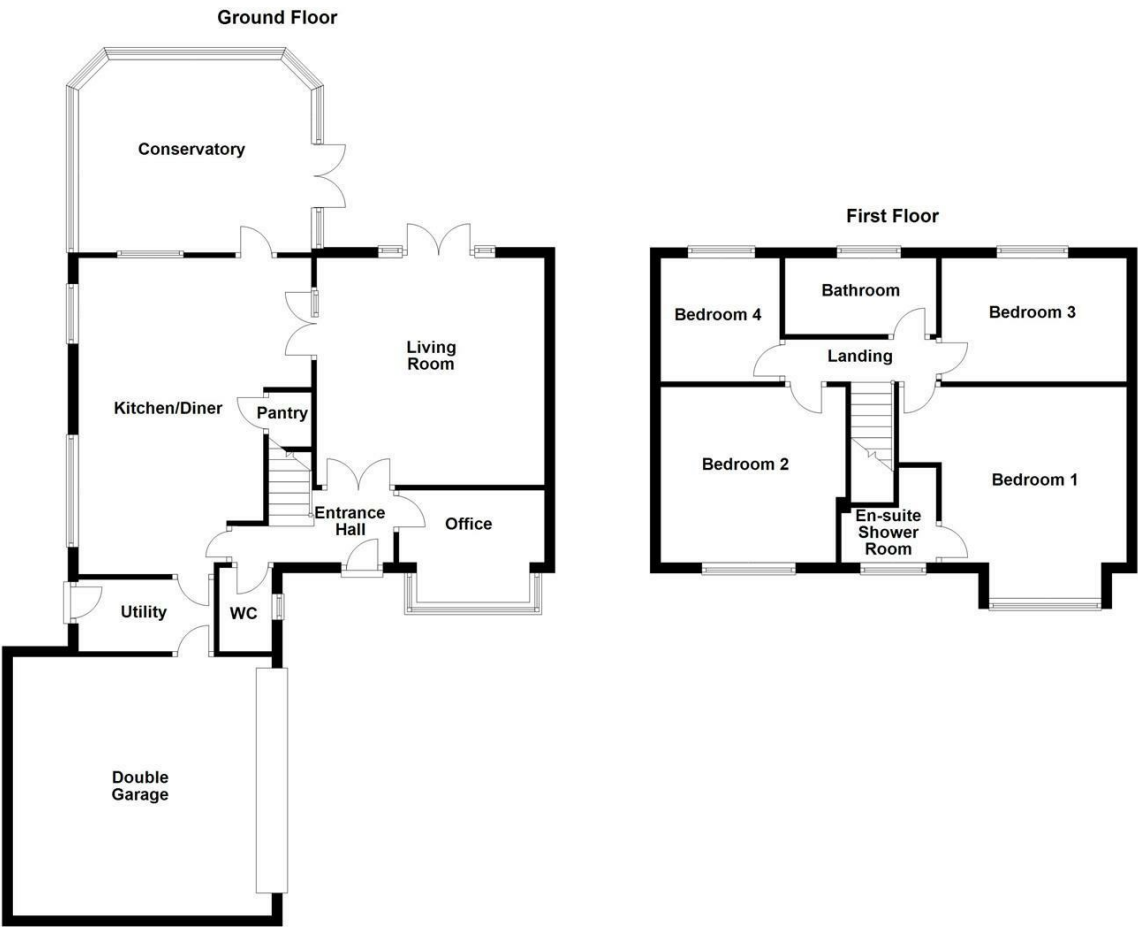 Ground Floor
Conservatory
Living
Room
Kitchen/Diner
Pantry
Entrance
Hall
Office
Utility
WC
Double
Garage
First Floor
Bathroom
Bedroom 4
Bedroom 3
Landing
Bedroom 2
Bedroom 1
En-suite
Shower
Room